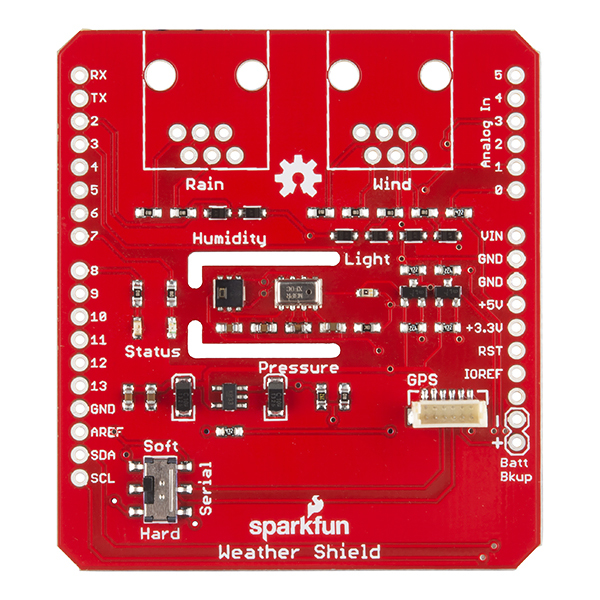 RX
TX
2
3
4
5
6
7
8
9
10
11
12
13
GND
AREF
SDA
SCL
Rain
Wind
5
4
3
2
1
0
Analog In
Humidity
Light
VIN
GND
GND
+5V
+3.3V
RST
IOREF
Status
Pressure
GPS
-
+
Batt
Bkup
Soft
Serial
Hard
sparkfun
Weather Shield